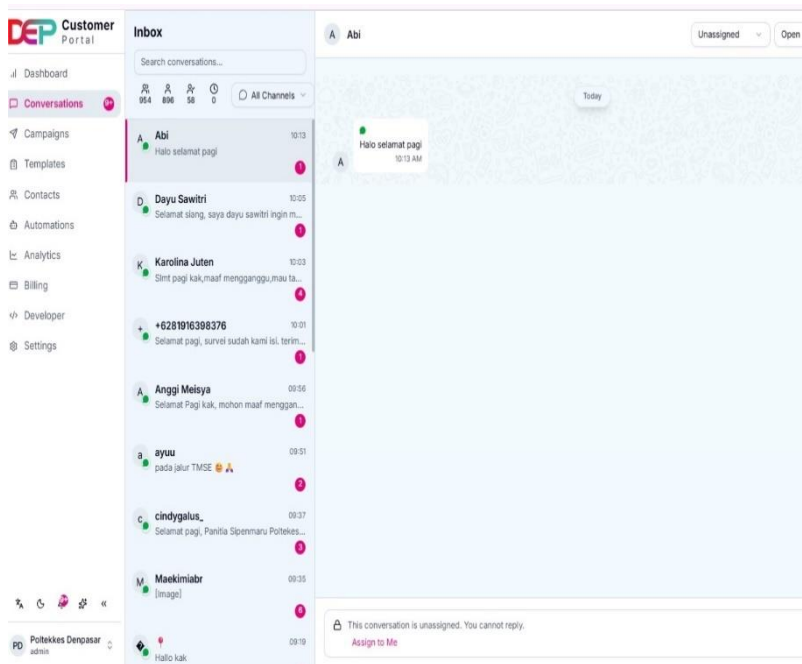 DEP Customer Portal
Dashboard
Conversations 9+
Campaigns
Templates
Contacts
Automations
Analytics
Billing
Developer
Settings
PD Poltekkes Denpasar
admin
Inbox
Search conversations...
954 896 58 0 All Channels
A Abi 10:13
Halo selamat pagi
1
D Dayu Sawitri 10:05
Selamat siang, saya dayu sawitri ingin m...
1
K Karolina Juten 10:03
Slmt pagi kak,maaf mengganggu,mau ta...
4
+ +6281916398376 10:01
Selamat pagi, survei sudah kami isi. terim...
1
A Anggi Meisya 09:56
Selamat Pagi kak, mohon maaf menggan...
1
a ayuu 09:51
pada jalur TMSE 😊 🙏
2
c cindygalus_ 09:37
Selamat pagi, Panitia Sipenmaru Poltekes...
3
M Maekimiabr 09:35
[Image]
6
🎈 09:19
Hallo kak
A Abi
Unassigned
Open
Today
Halo selamat pagi
10:13 AM
A
This conversation is unassigned. You cannot reply.
Assign to Me